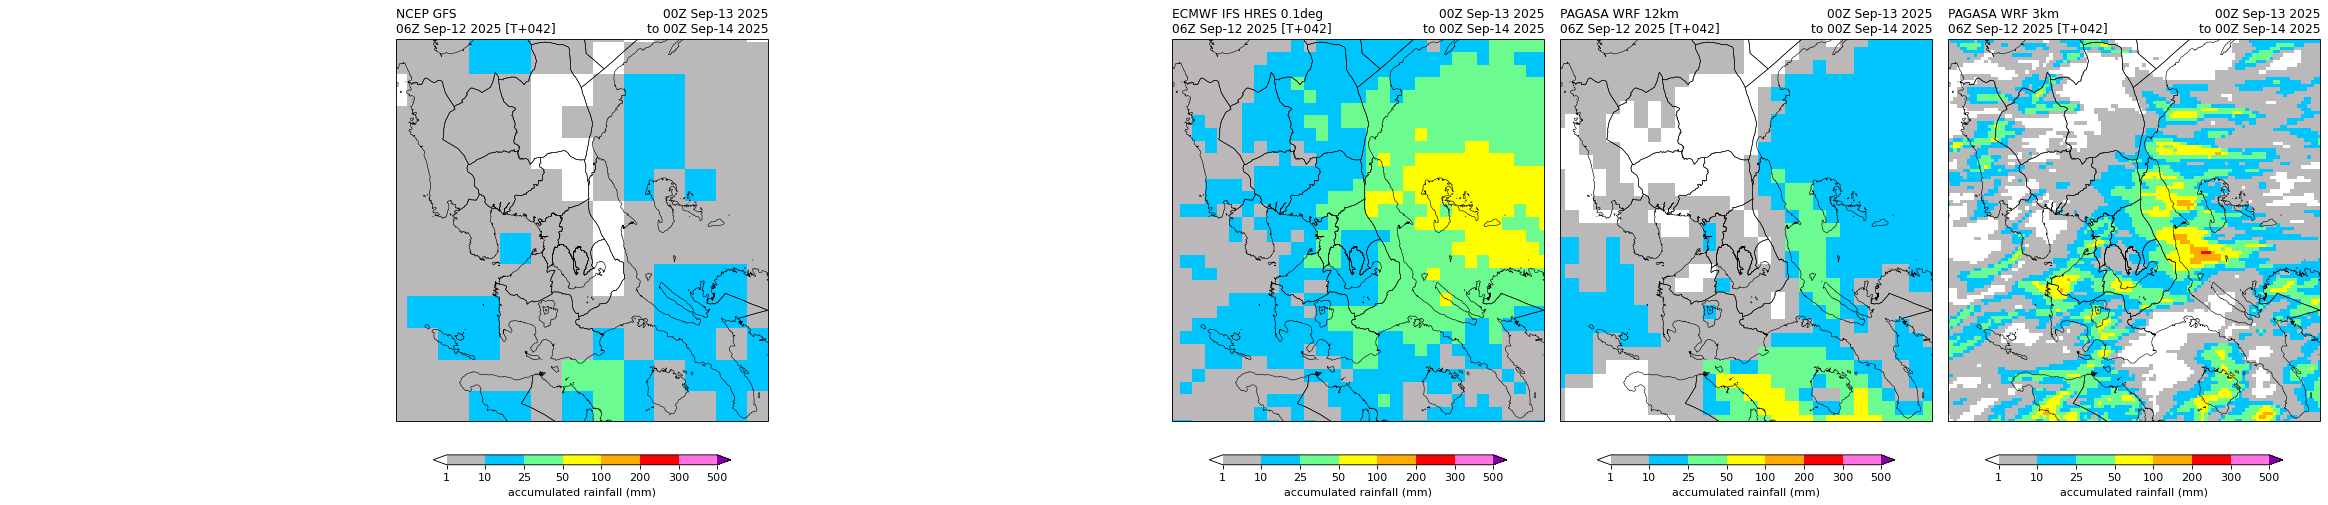 NCEP GFS
00Z Sep-13 2025
06Z Sep-12 2025 [T+042]
to 00Z Sep-14 2025
1 10 25 50 100 200 300 500
accumulated rainfall (mm)
ECMWF IFS HRES 0.1deg
00Z Sep-13 2025
06Z Sep-12 2025 [T+042]
to 00Z Sep-14 2025
1 10 25 50 100 200 300 500
accumulated rainfall (mm)
PAGASA WRF 12km
00Z Sep-13 2025
06Z Sep-12 2025 [T+042]
to 00Z Sep-14 2025
1 10 25 50 100 200 300 500
accumulated rainfall (mm)
PAGASA WRF 3km
00Z Sep-13 2025
06Z Sep-12 2025 [T+042]
to 00Z Sep-14 2025
1 10 25 50 100 200 300 500
accumulated rainfall (mm)